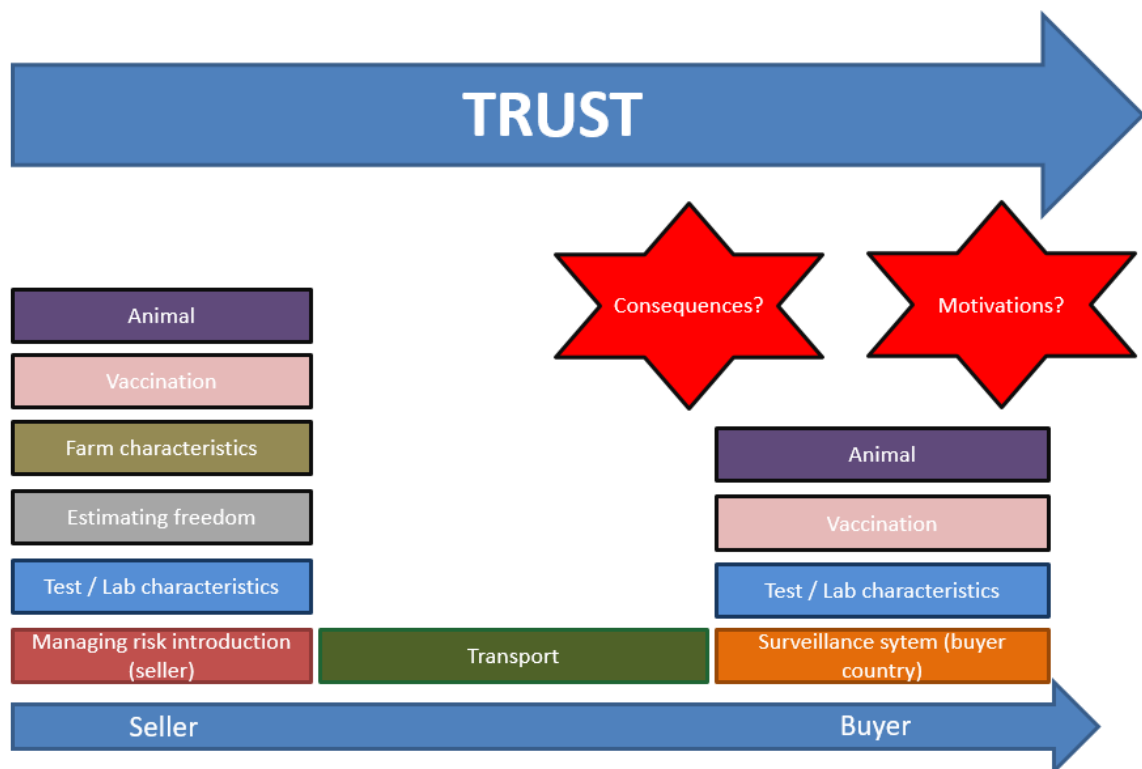 TRUST
Consequences?
Motivations?
Animal
Vaccination
Farm characteristics
Estimating freedom
Test / Lab characteristics
Managing risk introduction
(seller)
Transport
Animal
Vaccination
Test / Lab characteristics
Surveillance sytem (buyer
country)
Seller
Buyer